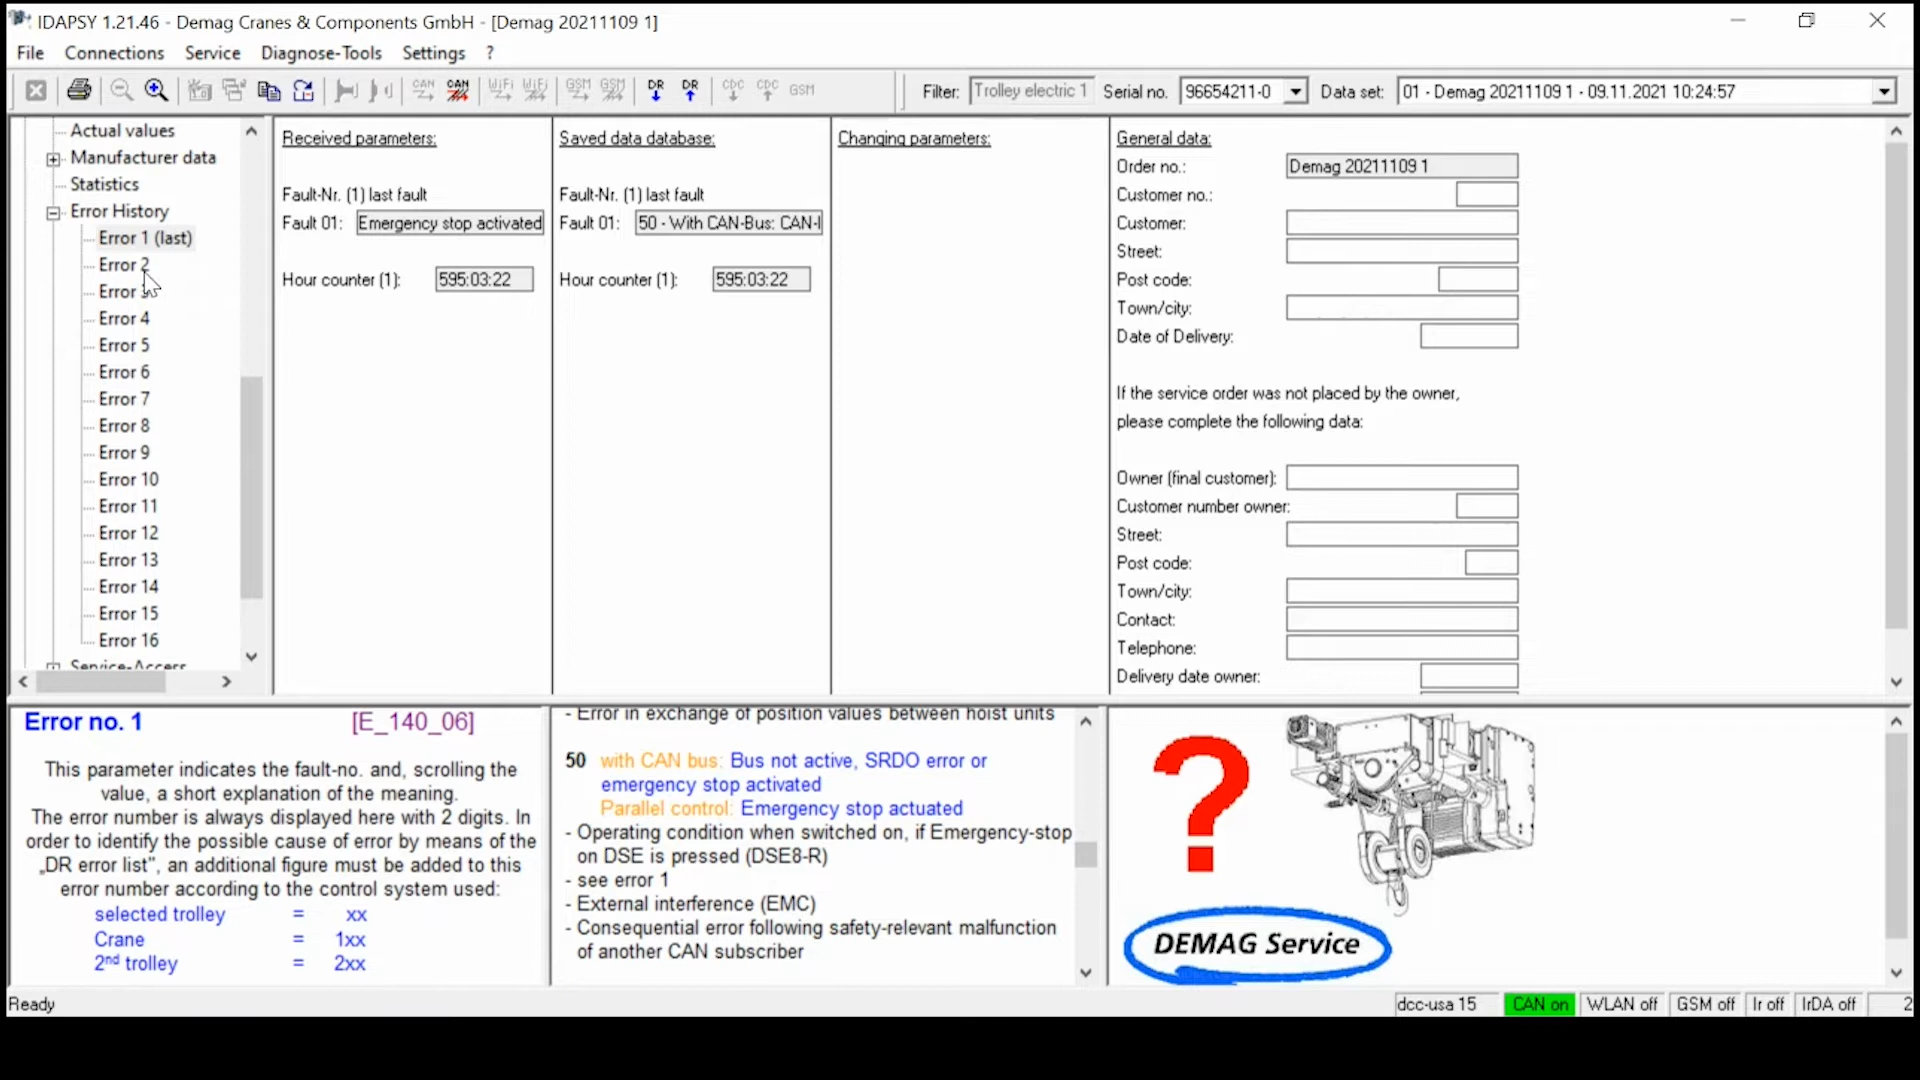 IDAPSY 1.21.46 - Demag Cranes & Components GmbH - [Demag 20211109 1]
File Connections Service Diagnose-Tools Settings ?
CAN CAN WiFi WiFi GSM GSM DR DR CDC CDC GSM Filter: Trolley electric 1 Serial no. 96654211-0 Data set: 01 - Demag 20211109 1 - 09.11.2021 10:24:57
Actual values
Manufacturer data
Statistics
Error History
Error 1 (last)
Error 2
Error
Error 4
Error 5
Error 6
Error 7
Error 8
Error 9
Error 10
Error 11
Error 12
Error 13
Error 14
Error 15
Error 16
Service-Access
Received parameters:
Fault-Nr. (1) last fault
Fault 01: Emergency stop activated
Hour counter (1): 595:03:22
Saved data database:
Fault-Nr. (1) last fault
Fault 01: 50 - With CAN-Bus: CAN-I
Hour counter (1): 595:03:22
Changing parameters:
General data:
Order no.: Demag 20211109 1
Customer no.:
Customer:
Street:
Post code:
Town/city:
Date of Delivery:
If the service order was not placed by the owner,
please complete the following data:
Owner (final customer):
Customer number owner:
Street:
Post code:
Town/city:
Contact:
Telephone:
Delivery date owner:
Error no. 1 [E_140_06]
This parameter indicates the fault-no. and, scrolling the
value, a short explanation of the meaning.
The error number is always displayed here with 2 digits. In
order to identify the possible cause of error by means of the
„DR error list", an additional figure must be added to this
error number according to the control system used:
selected trolley = xx
Crane = 1xx
2nd trolley = 2xx
- Error in exchange of position values between hoist units
50 with CAN bus: Bus not active, SRDO error or
emergency stop activated
Parallel control: Emergency stop actuated
- Operating condition when switched on, if Emergency-stop
on DSE is pressed (DSE8-R)
- see error 1
- External interference (EMC)
- Consequential error following safety-relevant malfunction
of another CAN subscriber
?
DEMAG Service
Ready dcc-usa 15 CAN on WLAN off GSM off Ir off IrDA off 2